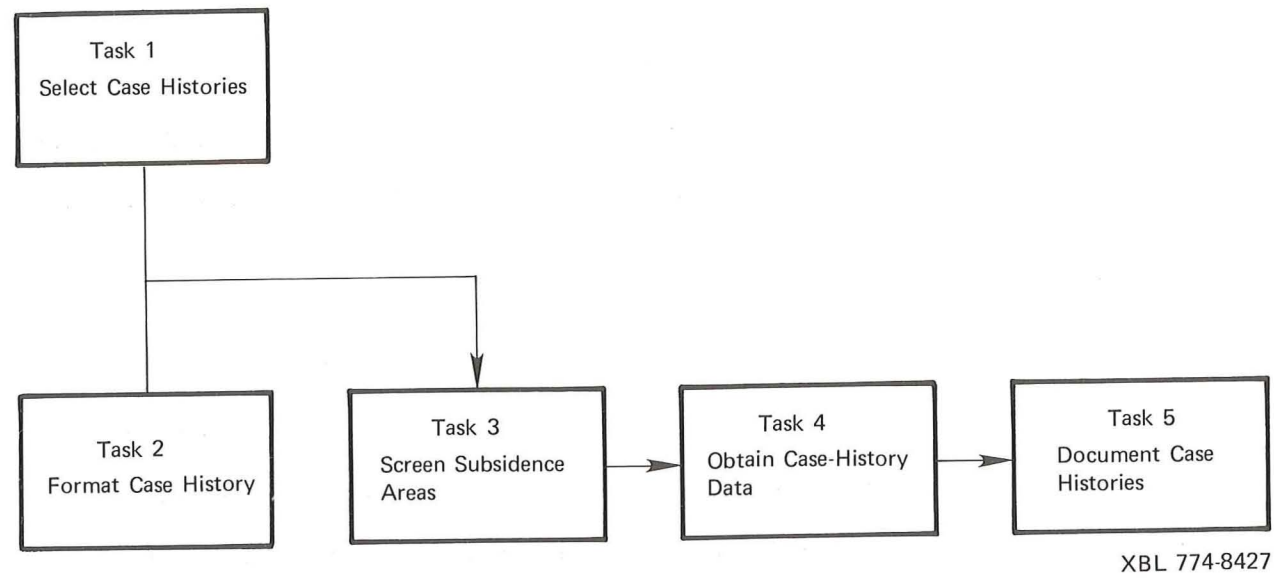 Task 1
Select Case Histories
Task 2
Format Case History
Task 3
Screen Subsidence
Areas
Task 4
Obtain Case-History
Data
Task 5
Document Case
Histories
XBL 774-8427